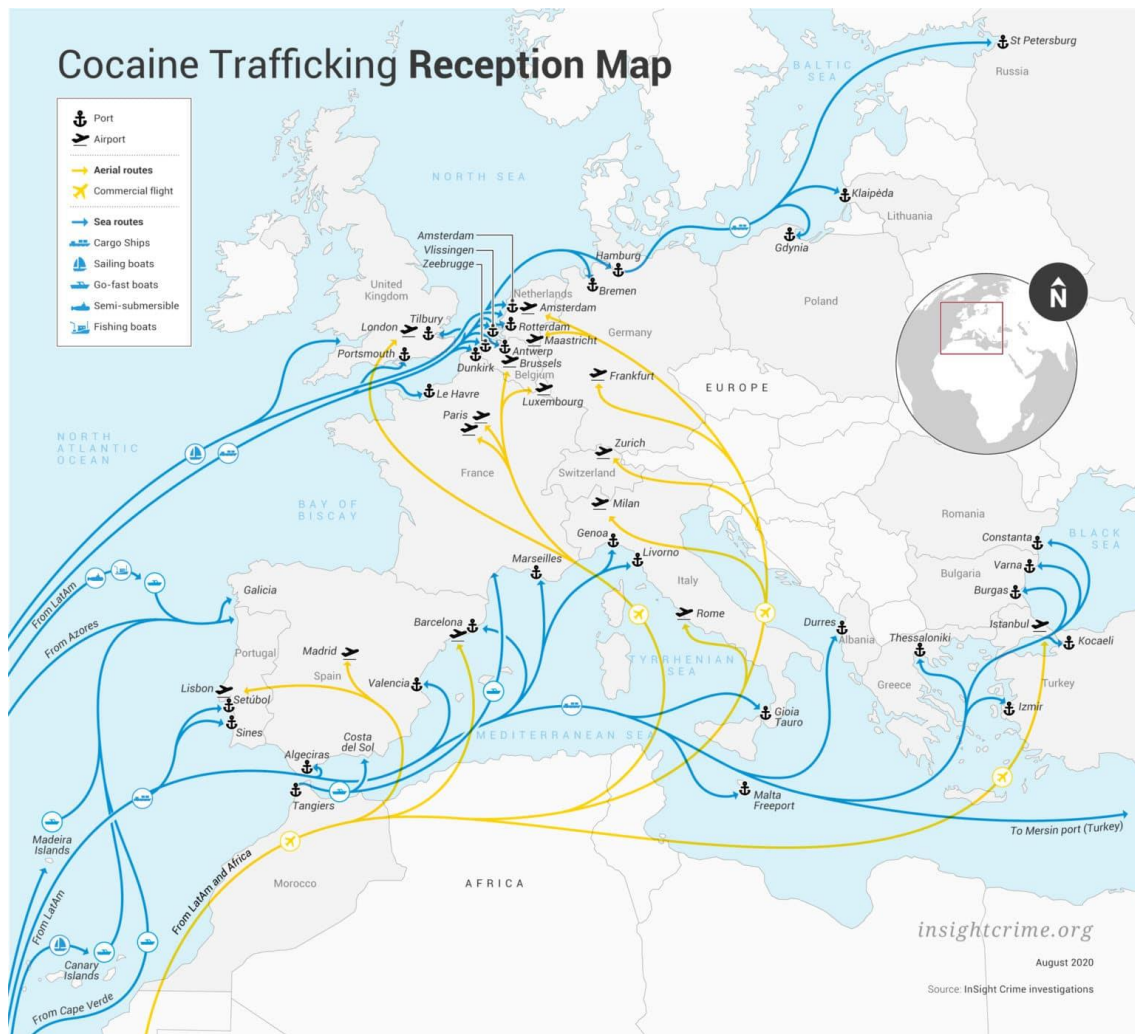 Cocaine Trafficking Reception Map
Port
Airport
Aerial routes
Commercial flight
Sea routes
Cargo Ships
Sailing boats
Go-fast boats
Semi-submersible
Fishing boats
BALTIC
SEA
St Petersburg
Russia
NORTH SEA
Klaipėda
Lithuania
Gdynia
Amsterdam
Vlissingen
Zeebrugge
Hamburg
Bremen
United
Kingdom
Netherlands
Amsterdam
Poland
N
London
Tilbury
Rotterdam
Maastricht
Germany
Portsmouth
Dunkirk
Antwerp
Brussels
Belgium
Frankfurt
EUROPE
Le Havre
Luxembourg
Paris
NORTH
ATLANTIC
OCEAN
Zurich
France
Switzerland
BAY OF
BISCAY
Milan
Romania
Genoa
Livorno
Constanta
BLACK
SEA
Marseilles
Varna
Bulgaria
Italy
Burgas
From LatAm
Galicia
From Azores
Barcelona
Rome
Durres
Albania
Istanbul
Thessaloniki
Kocaeli
Portugal
Madrid
Spain
TYRRHENIAN
SEA
Lisbon
Setúbol
Valencia
Greece
Turkey
Sines
Gioia
Tauro
Izmir
Costa
del Sol
MEDITERRANEAN SEA
Algeciras
Tangiers
Malta
Freeport
To Mersin port (Turkey)
Madeira
Islands
From LatAm
From LatAm and Africa
Morocco
AFRICA
Canary
Islands
From Cape Verde
insightcrime.org
August 2020
Source: InSight Crime investigations